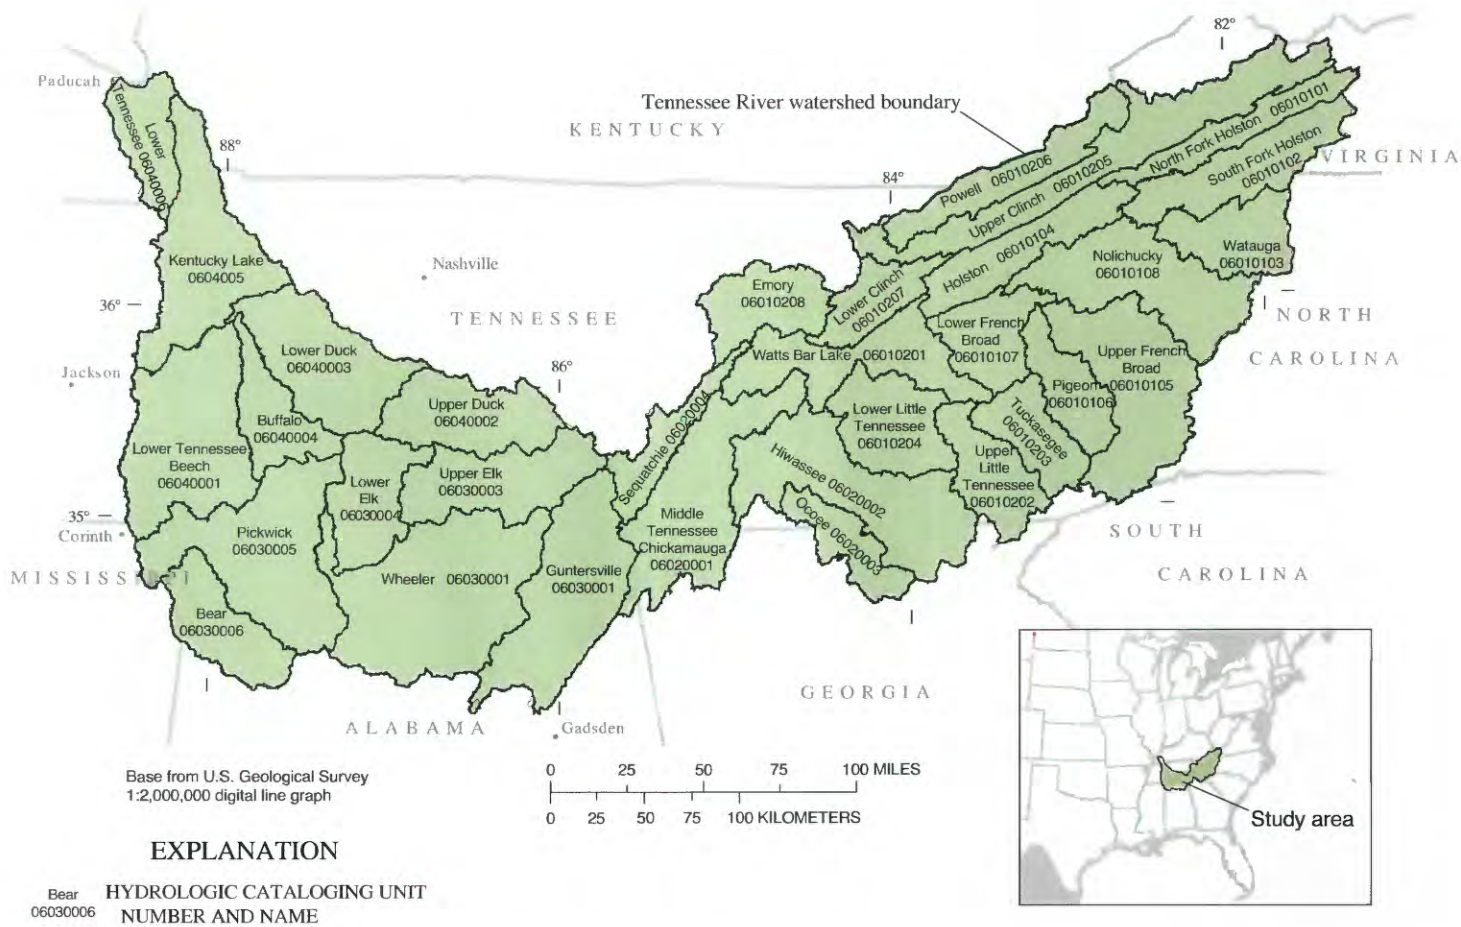 82°
Paducah
Tennessee River watershed boundary
KENTUCKY
Lower
Tennessee 06040006
88°
84°
Powell 06010206
Upper Clinch 06010205
North Fork Holston 06010101
South Fork Holston
06010102
VIRGINIA
Kentucky Lake
0604005
Nashville
Emory
06010208
Lower Clinch
06010207
Holston 06010104
Nolichucky
06010108
Watauga
06010103
36°
TENNESSEE
NORTH
CAROLINA
Lower Duck
06040003
Watts Bar Lake 06010201
Lower French
Broad
06010107
Upper French
Broad
06010105
Pigeon
06010106
Jackson
86°
Upper Duck
06040002
Buffalo
06040004
Sequatchie 06020004
Lower Little
Tennessee
06010204
Tuckasegee
06010203
Lower Tennessee
Beech
06040001
Lower
Elk
06030004
Upper Elk
06030003
Hiwassee 06020002
Upper
Little
Tennessee
06010202
35°
Corinth
Pickwick
06030005
Middle
Tennessee
Chickamauga
06020001
Ocoee 06020003
SOUTH
CAROLINA
MISSISSIPPI
Wheeler 06030001
Guntersville
06030001
Bear
06030006
GEORGIA
ALABAMA
Gadsden
Base from U.S. Geological Survey
1:2,000,000 digital line graph
0 25 50 75 100 MILES
0 25 50 75 100 KILOMETERS
Study area
EXPLANATION
Bear
06030006
HYDROLOGIC CATALOGING UNIT
NUMBER AND NAME